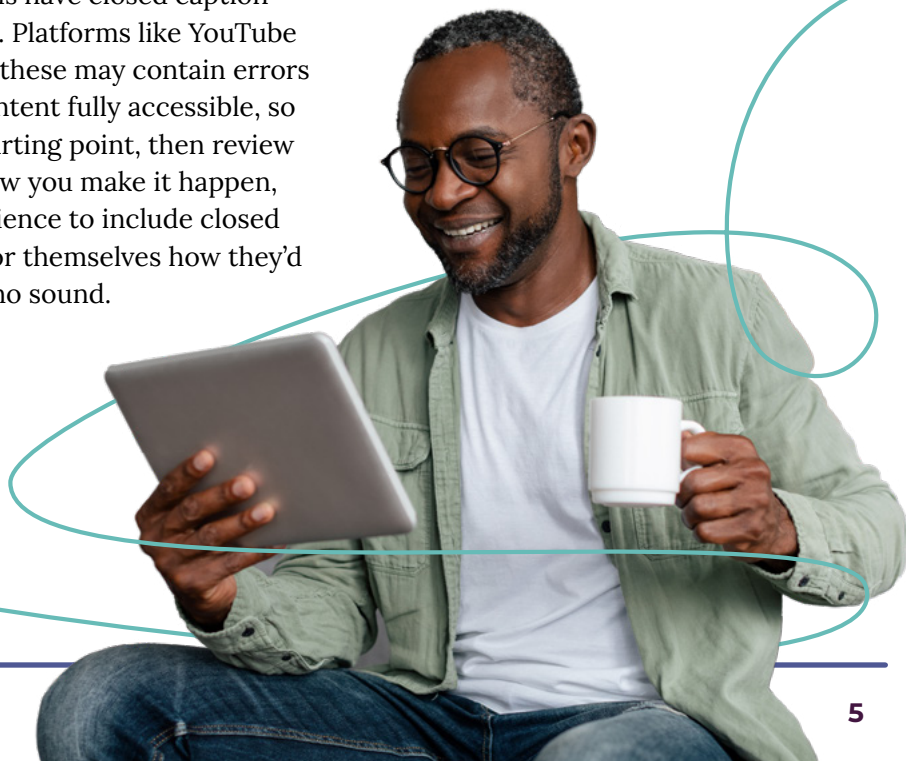 s have closed caption
. Platforms like YouTube
these may contain errors
ntent fully accessible, so
rting point, then review
w you make it happen,
ience to include closed
or themselves how they’d
no sound.
5